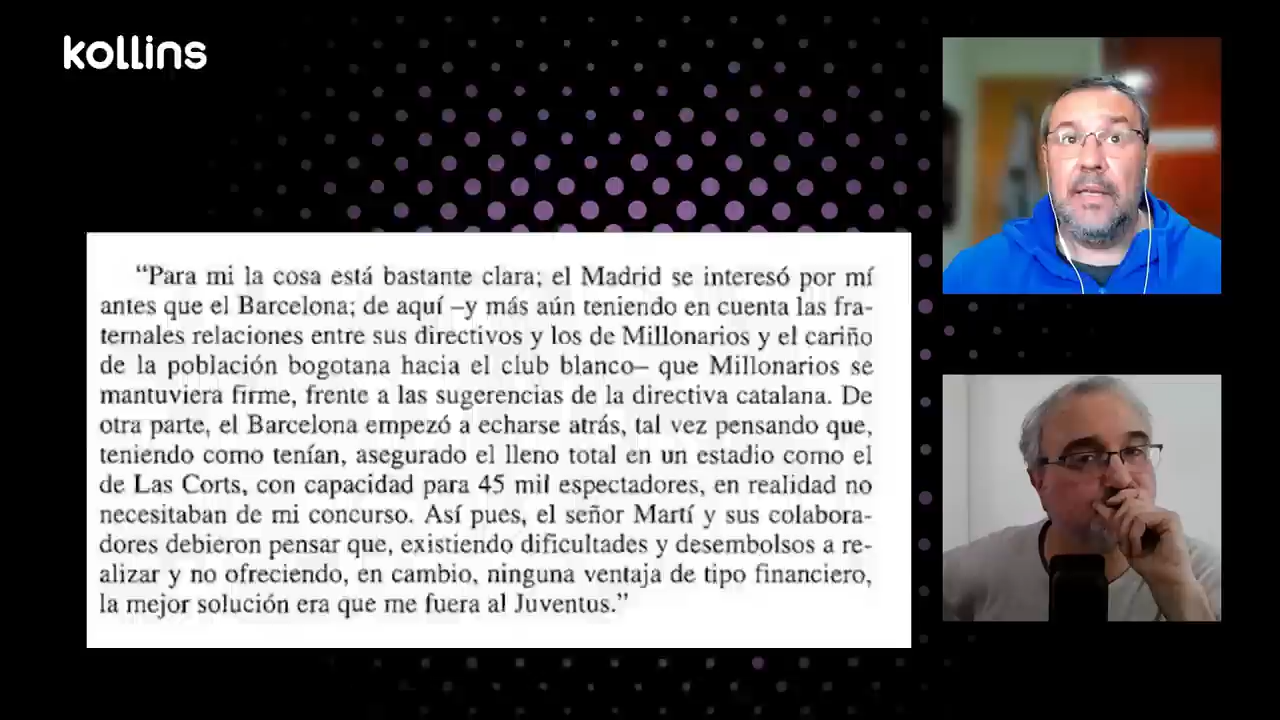 kollins
“Para mi la cosa está bastante clara; el Madrid se interesó por mí
antes que el Barcelona; de aquí –y más aún teniendo en cuenta las fra-
ternales relaciones entre sus directivos y los de Millonarios y el cariño
de la población bogotana hacia el club blanco– que Millonarios se
mantuviera firme, frente a las sugerencias de la directiva catalana. De
otra parte, el Barcelona empezó a echarse atrás, tal vez pensando que,
teniendo como tenían, asegurado el lleno total en un estadio como el
de Las Corts, con capacidad para 45 mil espectadores, en realidad no
necesitaban de mi concurso. Así pues, el señor Martí y sus colabora-
dores debieron pensar que, existiendo dificultades y desembolsos a re-
alizar y no ofreciendo, en cambio, ninguna ventaja de tipo financiero,
la mejor solución era que me fuera al Juventus.”